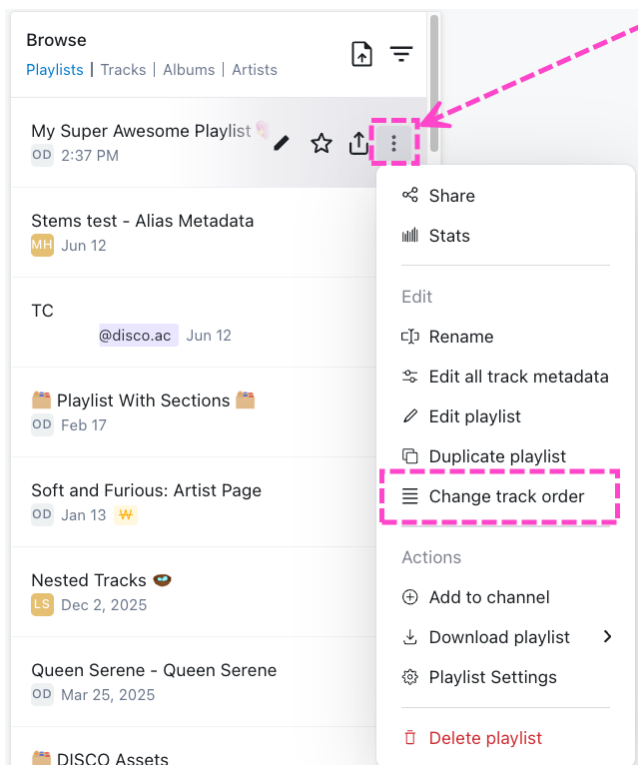 Browse
Playlists | Tracks | Albums | Artists
My Super Awesome Playlist
OD 2:37 PM
Stems test - Alias Metadata
MH Jun 12
TC
@disco.ac Jun 12
Playlist With Sections
OD Feb 17
Soft and Furious: Artist Page
OD Jan 13 ₩
Nested Tracks
LS Dec 2, 2025
Queen Serene - Queen Serene
OD Mar 25, 2025
DISCO Assets
Share
Stats
Edit
Rename
Edit all track metadata
Edit playlist
Duplicate playlist
Change track order
Actions
Add to channel
Download playlist
Playlist Settings
Delete playlist